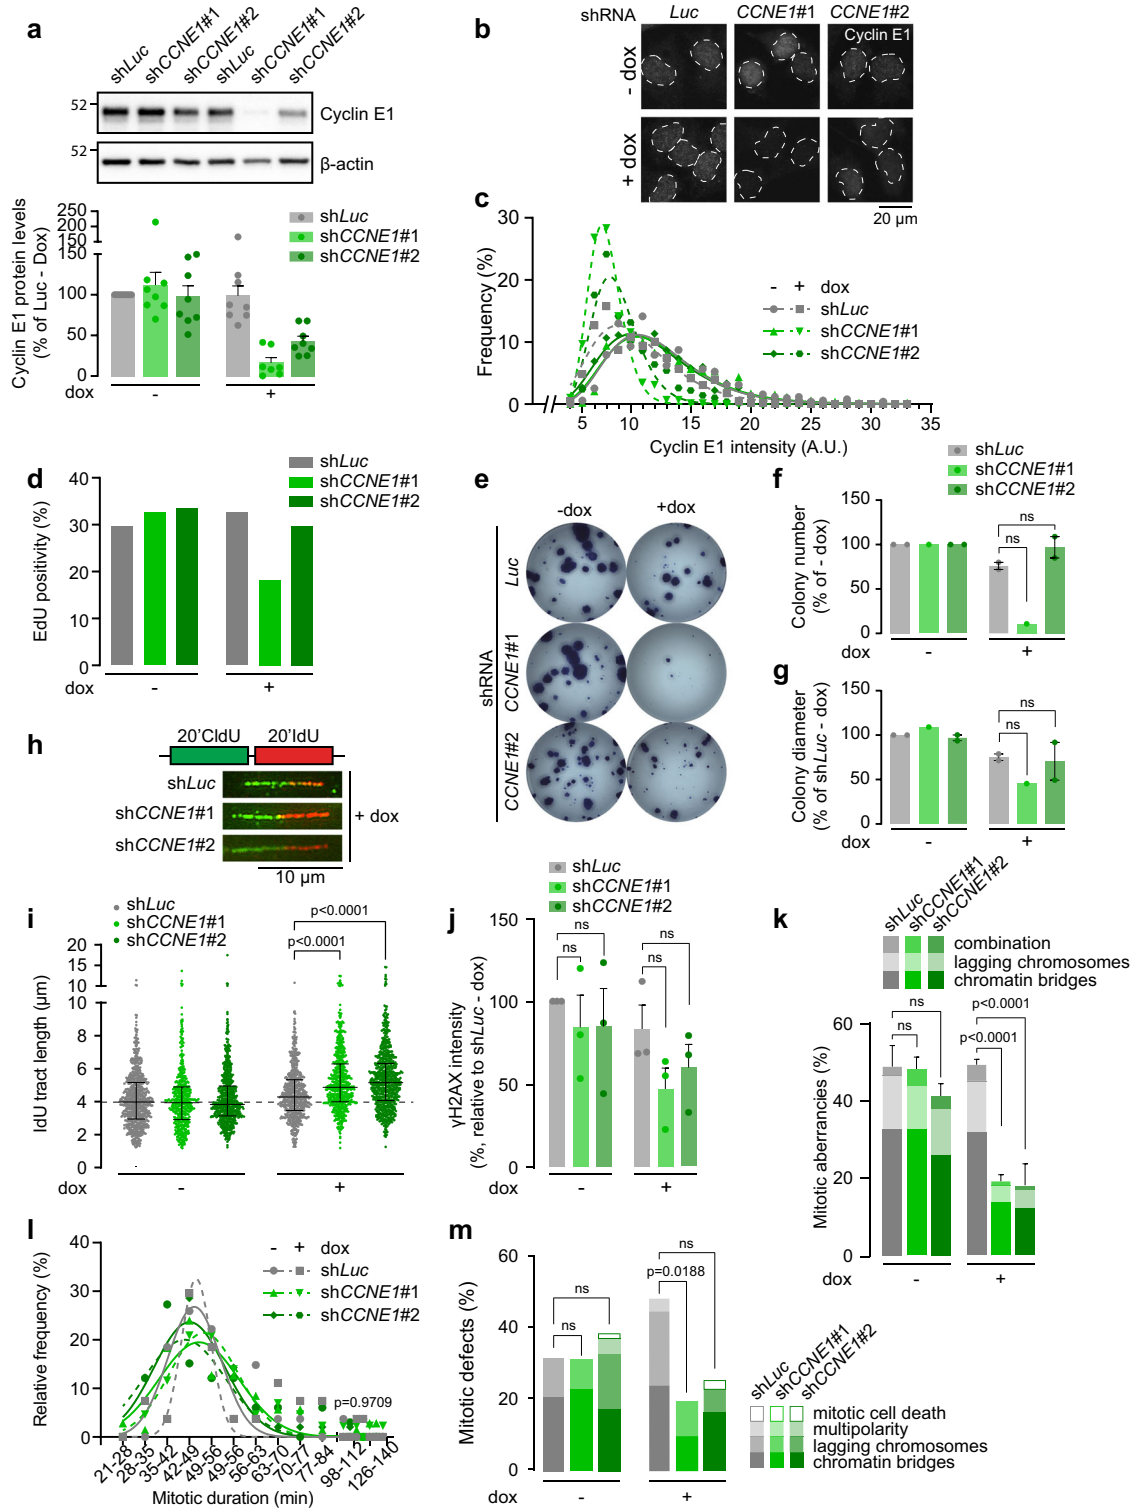 a
shLuc
shCCNE1#1
shCCNE1#2
shLuc
shCCNE1#1
shCCNE1#2
52
Cyclin E1
52
β-actin
Cyclin E1 protein levels
(% of Luc - Dox)
250
200
150
100
50
0
shLuc
shCCNE1#1
shCCNE1#2
dox - +
b
shRNA Luc CCNE1#1 CCNE1#2
Cyclin E1
- dox
+ dox
20 µm
c
Frequency (%)
30
20
10
0
5 10 15 20 25 30 35
Cyclin E1 intensity (A.U.)
- + dox
shLuc
shCCNE1#1
shCCNE1#2
d
EdU positivity (%)
40
30
20
10
0
shLuc
shCCNE1#1
shCCNE1#2
dox - +
e
-dox +dox
shRNA
Luc
CCNE1#1
CCNE1#2
f
shLuc
shCCNE1#1
shCCNE1#2
Colony number
(% of - dox)
150
100
50
0
ns
ns
dox - +
g
Colony diameter
(% of shLuc - dox)
150
100
50
0
ns
ns
dox - +
h
20'CldU 20'IdU
shLuc
shCCNE1#1
shCCNE1#2
+ dox
10 µm
i
shLuc
shCCNE1#1
shCCNE1#2
IdU tract length (µm)
20
15
10
8
6
4
2
0
p<0.0001
p<0.0001
dox - +
j
shLuc
shCCNE1#1
shCCNE1#2
γH2AX intensity
(%, relative to shLuc - dox)
150
100
50
0
ns
ns
ns
ns
dox - +
k
shLuc
shCCNE1#1
shCCNE1#2
combination
lagging chromosomes
chromatin bridges
Mitotic aberrancies (%)
60
40
20
0
ns
ns
p<0.0001
p<0.0001
dox - +
l
Relative frequency (%)
40
30
20
10
0
- + dox
shLuc
shCCNE1#1
shCCNE1#2
p=0.9709
21-28
28-35
35-42
42-49
49-56
49-56
56-63
63-70
70-77
77-84
98-112
126-140
Mitotic duration (min)
m
Mitotic defects (%)
60
40
20
0
ns
ns
ns
p=0.0188
dox - +
shLuc
shCCNE1#1
shCCNE1#2
mitotic cell death
multipolarity
lagging chromosomes
chromatin bridges